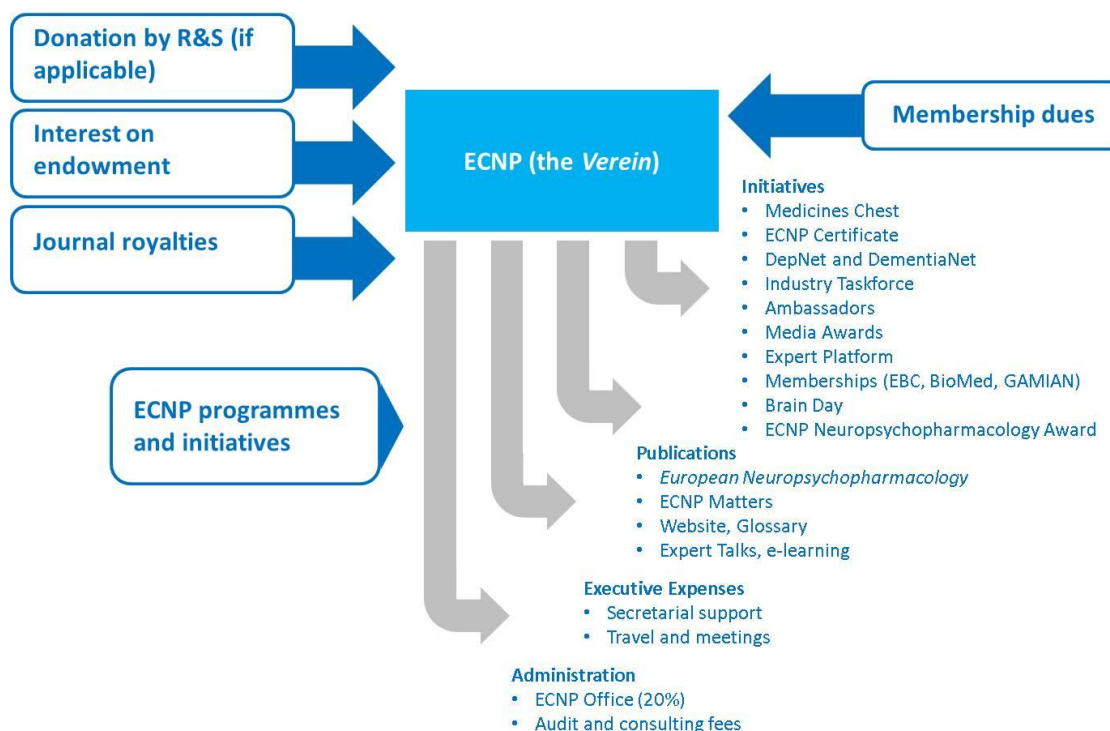 Donation by R&S (if
applicable)
Interest on
endowment
Journal royalties
ECNP (the Verein)
Membership dues
ECNP programmes
and initiatives
Initiatives
• Medicines Chest
• ECNP Certificate
• DepNet and DementiaNet
• Industry Taskforce
• Ambassadors
• Media Awards
• Expert Platform
• Memberships (EBC, BioMed, GAMIAN)
• Brain Day
• ECNP Neuropsychopharmacology Award
Publications
• European Neuropsychopharmacology
• ECNP Matters
• Website, Glossary
• Expert Talks, e-learning
Executive Expenses
• Secretarial support
• Travel and meetings
Administration
• ECNP Office (20%)
• Audit and consulting fees